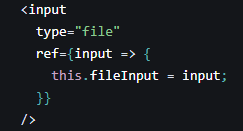 <input
  type="file"
  ref={input => {
    this.fileInput = input;
  }}
/>